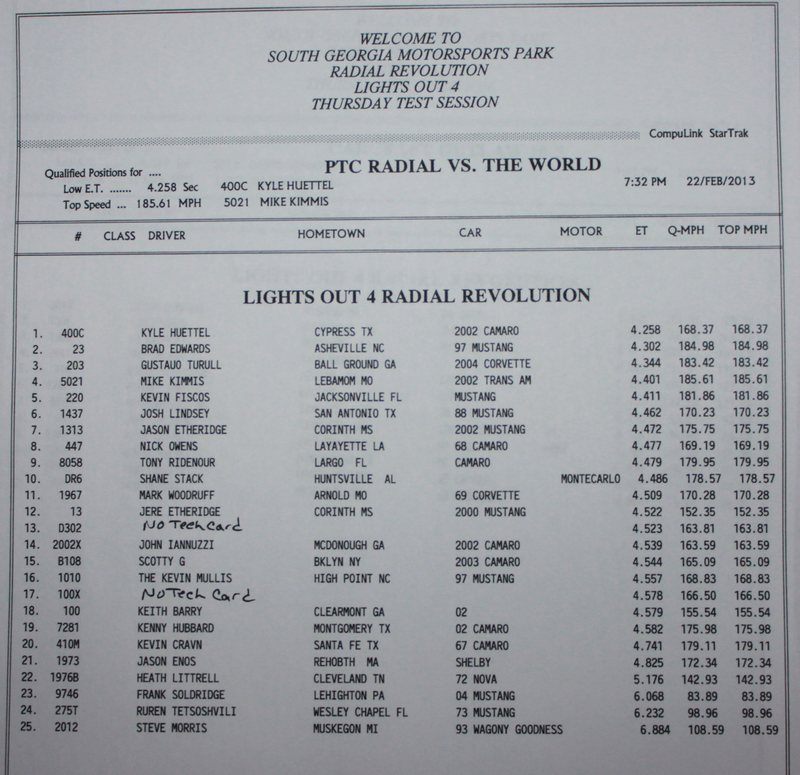 WELCOME TO
SOUTH GEORGIA MOTORSPORTS PARK
RADIAL REVOLUTION
LIGHTS OUT 4
THURSDAY TEST SESSION
CompuLink StarTrak
PTC RADIAL VS. THE WORLD
Qualified Positions for ....
Low E.T. ....... 4.258 Sec 400C KYLE HUETTEL 7:32 PM 22/FEB/2013
Top Speed ... 185.61 MPH 5021 MIKE KIMMIS
# CLASS DRIVER HOMETOWN CAR MOTOR ET Q-MPH TOP MPH
LIGHTS OUT 4 RADIAL REVOLUTION
1. 400C KYLE HUETTEL CYPRESS TX 2002 CAMARO 4.258 168.37 168.37
2. 23 BRAD EDWARDS ASHEVILLE NC 97 MUSTANG 4.302 184.98 184.98
3. 203 GUSTAUO TURULL BALL GROUND GA 2004 CORVETTE 4.344 183.42 183.42
4. 5021 MIKE KIMMIS LEBAMOM MO 2002 TRANS AM 4.401 185.61 185.61
5. 220 KEVIN FISCOS JACKSONVILLE FL MUSTANG 4.411 181.86 181.86
6. 1437 JOSH LINDSEY SAN ANTONIO TX 88 MUSTANG 4.462 170.23 170.23
7. 1313 JASON ETHERIDGE CORINTH MS 2002 MUSTANG 4.472 175.75 175.75
8. 447 NICK OWENS LAYAYETTE LA 68 CAMARO 4.477 169.19 169.19
9. 8058 TONY RIDENOUR LARGO FL CAMARO 4.479 179.95 179.95
10. DR6 SHANE STACK HUNTSVILLE AL MONTECARLO 4.486 178.57 178.57
11. 1967 MARK WOODRUFF ARNOLD MO 69 CORVETTE 4.509 170.28 170.28
12. 13 JERE ETHERIDGE CORINTH MS 2000 MUSTANG 4.522 152.35 152.35
13. D302 NO Tech Card 4.523 163.81 163.81
14. 2002X JOHN IANNUZZI MCDONOUGH GA 2002 CAMARO 4.539 163.59 163.59
15. B108 SCOTTY G BKLYN NY 2003 CAMARO 4.544 165.09 165.09
16. 1010 THE KEVIN MULLIS HIGH POINT NC 97 MUSTANG 4.557 168.83 168.83
17. 100X NO Tech Card 4.578 166.50 166.50
18. 100 KEITH BARRY CLEARMONT GA 02 4.579 155.54 155.54
19. 7281 KENNY HUBBARD MONTGOMERY TX 02 CAMARO 4.582 175.98 175.98
20. 410M KEVIN CRAVN SANTA FE TX 67 CAMARO 4.741 179.11 179.11
21. 1973 JASON ENOS REHOBTH MA SHELBY 4.825 172.34 172.34
22. 1976B HEATH LITTRELL CLEVELAND TN 72 NOVA 5.176 142.93 142.93
23. 9746 FRANK SOLDRIDGE LEHIGHTON PA 04 MUSTANG 6.068 83.89 83.89
24. 275T RUREN TETSOSHVILI WESLEY CHAPEL FL 73 MUSTANG 6.232 98.96 98.96
25. 2012 STEVE MORRIS MUSKEGON MI 93 WAGONY GOODNESS 6.884 108.59 108.59